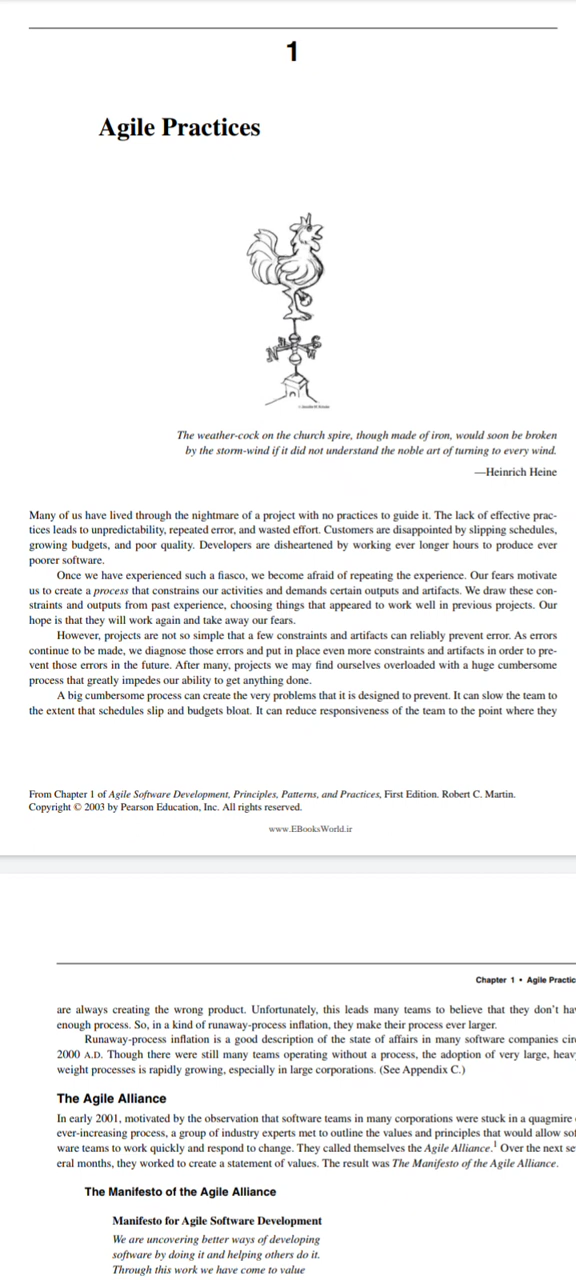 1
Agile Practices
N
The weather-cock on the church spire, though made of iron, would soon be broken
by the storm-wind if it did not understand the noble art of turning to every wind.
—Heinrich Heine
Many of us have lived through the nightmare of a project with no practices to guide it. The lack of effective prac-
tices leads to unpredictability, repeated error, and wasted effort. Customers are disappointed by slipping schedules,
growing budgets, and poor quality. Developers are disheartened by working ever longer hours to produce ever
poorer software.
Once we have experienced such a fiasco, we become afraid of repeating the experience. Our fears motivate
us to create a process that constrains our activities and demands certain outputs and artifacts. We draw these con-
straints and outputs from past experience, choosing things that appeared to work well in previous projects. Our
hope is that they will work again and take away our fears.
However, projects are not so simple that a few constraints and artifacts can reliably prevent error. As errors
continue to be made, we diagnose those errors and put in place even more constraints and artifacts in order to pre-
vent those errors in the future. After many, projects we may find ourselves overloaded with a huge cumbersome
process that greatly impedes our ability to get anything done.
A big cumbersome process can create the very problems that it is designed to prevent. It can slow the team to
the extent that schedules slip and budgets bloat. It can reduce responsiveness of the team to the point where they
From Chapter 1 of Agile Software Development, Principles, Patterns, and Practices, First Edition. Robert C. Martin.
Copyright © 2003 by Pearson Education, Inc. All rights reserved.
www.EBooksWorld.ir
Chapter 1 • Agile Practic
are always creating the wrong product. Unfortunately, this leads many teams to believe that they don't ha
enough process. So, in a kind of runaway-process inflation, they make their process ever larger.
Runaway-process inflation is a good description of the state of affairs in many software companies cir
2000 A.D. Though there were still many teams operating without a process, the adoption of very large, heav
weight processes is rapidly growing, especially in large corporations. (See Appendix C.)
The Agile Alliance
In early 2001, motivated by the observation that software teams in many corporations were stuck in a quagmire
ever-increasing process, a group of industry experts met to outline the values and principles that would allow sof
ware teams to work quickly and respond to change. They called themselves the Agile Alliance.1 Over the next se
eral months, they worked to create a statement of values. The result was The Manifesto of the Agile Alliance.
The Manifesto of the Agile Alliance
Manifesto for Agile Software Development
We are uncovering better ways of developing
software by doing it and helping others do it.
Through this work we have come to value